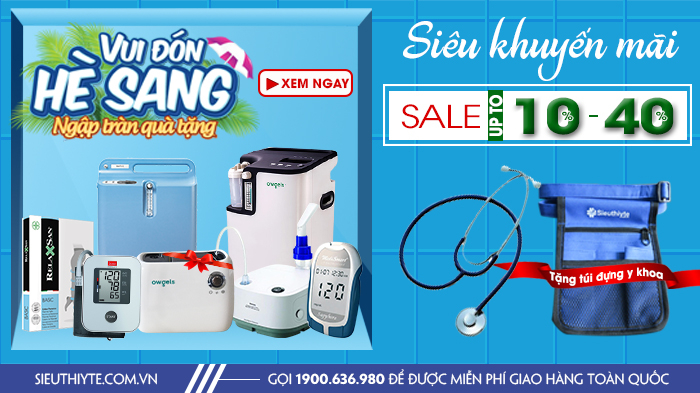 VUI ĐÓN
HÈ SANG
Ngập tràn quà tặng
XEM NGAY
Siêu khuyến mãi
SALE UP TO 10% - 40%
owgels
RELAXSAN
BASIC
owgels
120
78
65
120
Sieuthiyte
Tặng túi đựng y khoa
SIEUTHIYTE.COM.VN
GỌI 1900.636.980 ĐỂ ĐƯỢC MIỄN PHÍ GIAO HÀNG TOÀN QUỐC